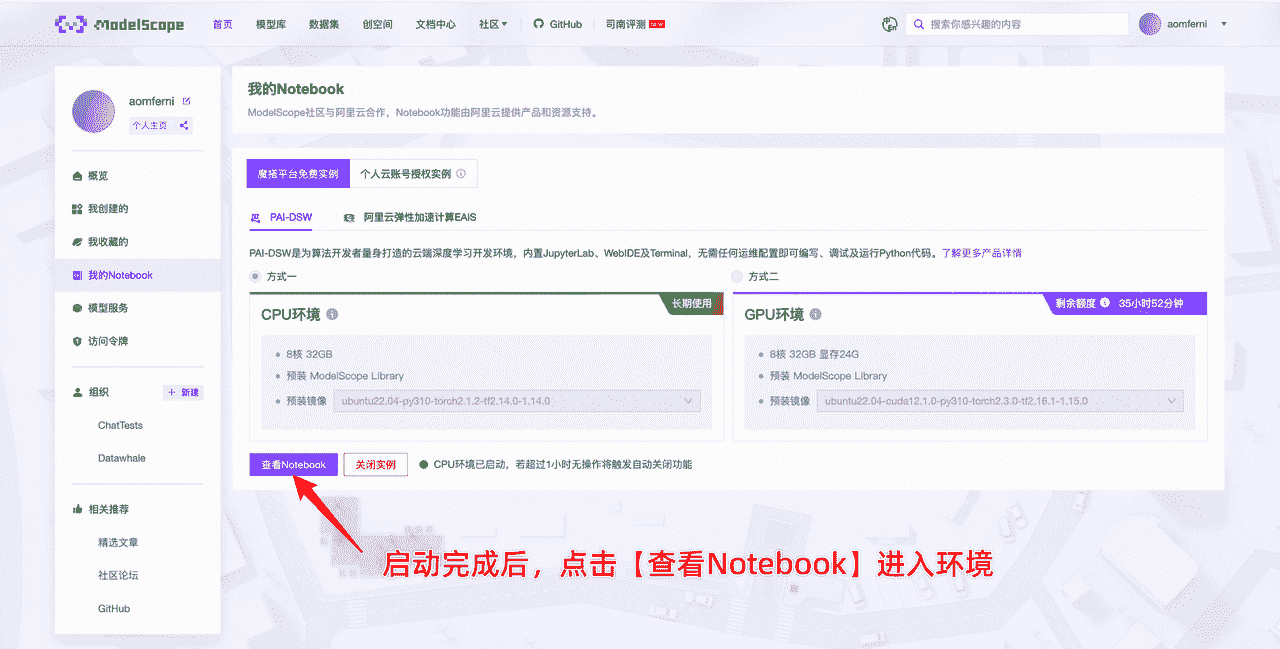 ModelScope 首页 模型库 数据集 创空间 文档中心 社区 GitHub 司南评测 new 搜索你感兴趣的内容 aomferni
aomferni
个人主页
概览
我创建的
我收藏的
我的Notebook
模型服务
访问令牌
组织 + 新建
ChatTests
Datawhale
相关推荐
精选文章
社区论坛
GitHub
我的Notebook
ModelScope社区与阿里云合作，Notebook功能由阿里云提供产品和资源支持。
魔搭平台免费实例 个人云账号授权实例
PAI-DSW 阿里云弹性加速计算EAIS
PAI-DSW是为算法开发者量身打造的云端深度学习开发环境，内置JupyterLab、WebIDE及Terminal，无需任何运维配置即可编写、调试及运行Python代码。了解更多产品详情
方式一 方式二
长期使用
CPU环境
8核 32GB
预装 ModelScope Library
预装镜像 ubuntu22.04-py310-torch2.1.2-tf2.14.0-1.14.0
剩余额度 35小时52分钟
GPU环境
8核 32GB 显存24G
预装 ModelScope Library
预装镜像 ubuntu22.04-cuda12.1.0-py310-torch2.3.0-tf2.16.1-1.15.0
查看Notebook 关闭实例 CPU环境已启动，若超过1小时无操作将触发自动关闭功能
启动完成后，点击【查看Notebook】进入环境